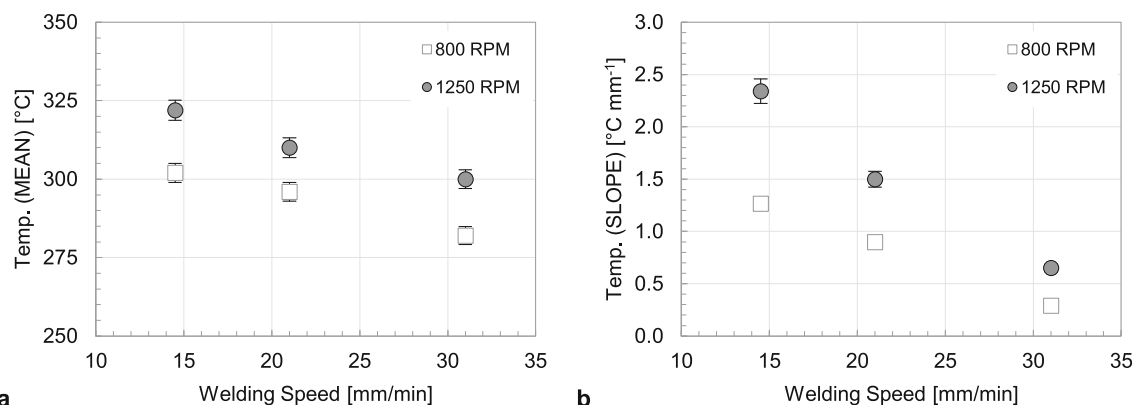 350
325
300
275
250
Temp. (MEAN) [°C]
800 RPM
1250 RPM
10 15 20 25 30 35
Welding Speed [mm/min]
a
3.0
2.5
2.0
1.5
1.0
0.5
0.0
Temp. (SLOPE) [°C mm⁻¹]
800 RPM
1250 RPM
10 15 20 25 30 35
Welding Speed [mm/min]
b